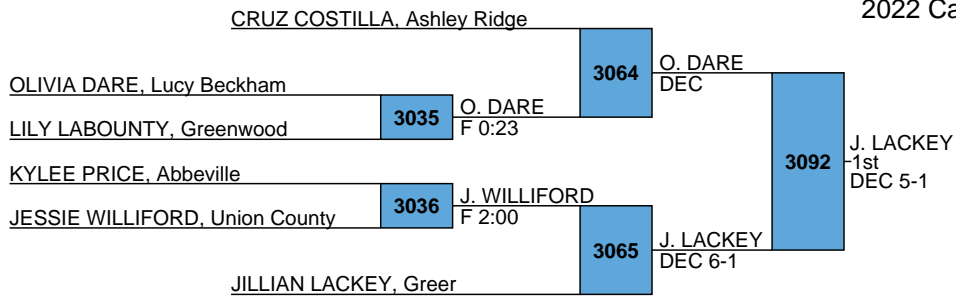 2022 Ca
CRUZ COSTILLA, Ashley Ridge
3064
O. DARE
DEC
OLIVIA DARE, Lucy Beckham
3035
O. DARE
F 0:23
LILY LABOUNTY, Greenwood
3092
J. LACKEY
1st
DEC 5-1
KYLEE PRICE, Abbeville
3036
J. WILLIFORD
F 2:00
JESSIE WILLIFORD, Union County
3065
J. LACKEY
DEC 6-1
JILLIAN LACKEY, Greer